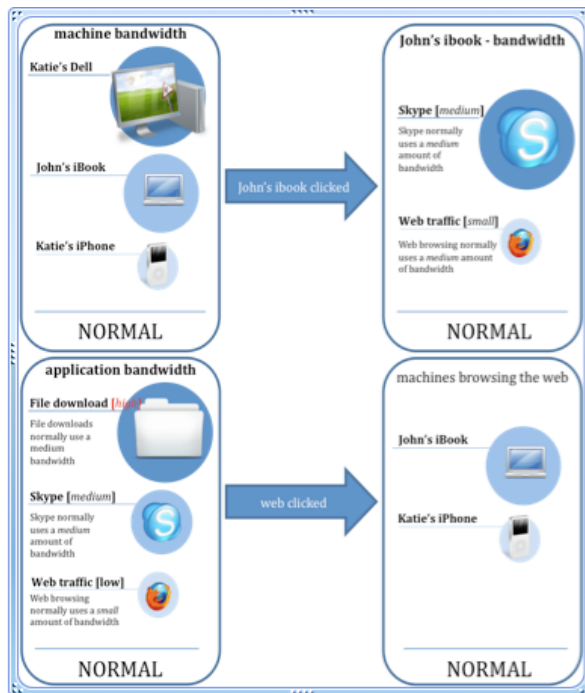 machine bandwidth
Katie's Dell
John's iBook
Katie's iPhone
NORMAL
John's ibook clicked
John's ibook - bandwidth
Skype [medium]
Skype normally
uses a medium
amount of
bandwidth
Web traffic [small]
Web browsing normally
uses a medium amount
of bandwidth
NORMAL
application bandwidth
File download [high]
File downloads
normally use a
medium
bandwidth
Skype [medium]
Skype normally
uses a medium
amount of
bandwidth
Web traffic [low]
Web browsing
normally uses a small
amount of bandwidth
NORMAL
web clicked
machines browsing the web
John's iBook
Katie's iPhone
NORMAL